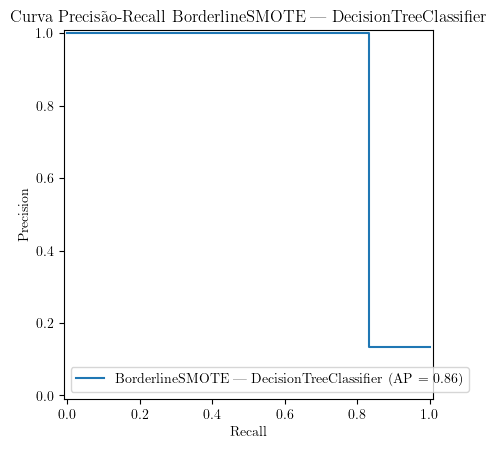 Curva Precisão-Recall BorderlineSMOTE — DecisionTreeClassifier
1.0
0.8
0.6
0.4
0.2
0.0
Precision
BorderlineSMOTE — DecisionTreeClassifier (AP = 0.86)
0.0 0.2 0.4 0.6 0.8 1.0
Recall